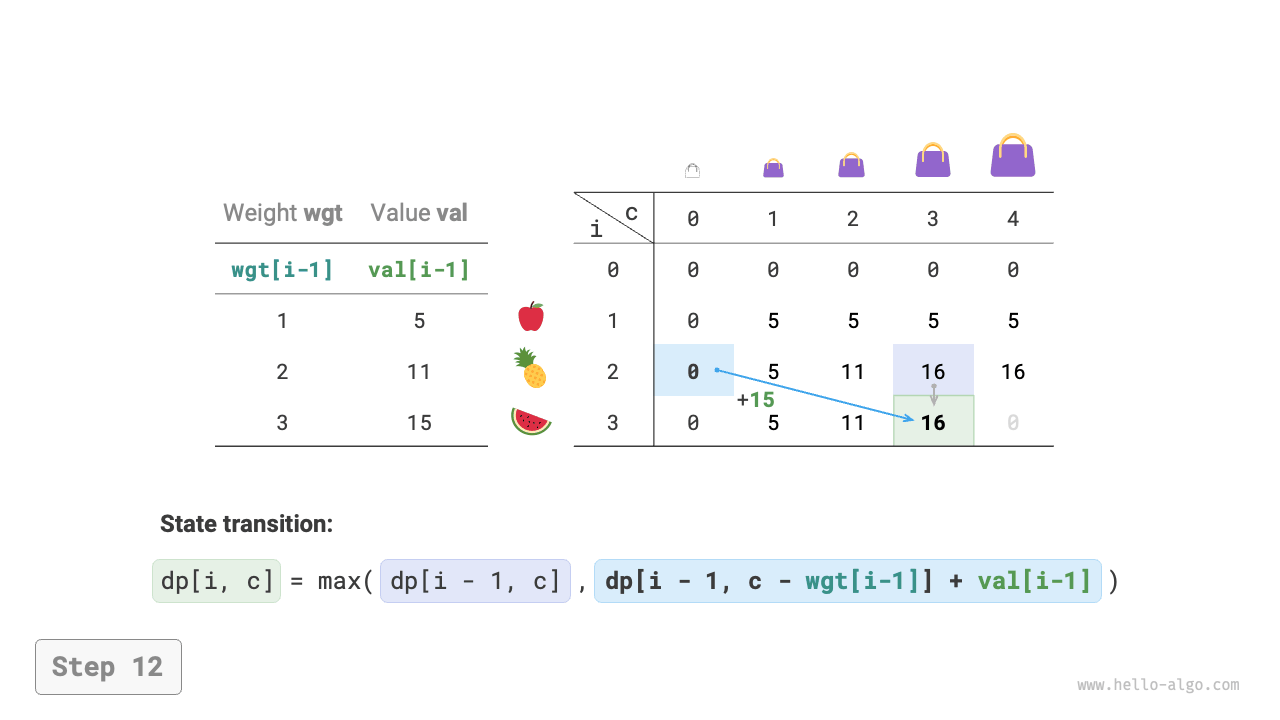 Weight wgt Value val
wgt[i-1] val[i-1]
1 5
2 11
3 15
i c 0 1 2 3 4
0 0 0 0 0 0
1 0 5 5 5 5
2 0 5 11 16 16
+15
3 0 5 11 16 0
State transition:
dp[i, c] = max( dp[i - 1, c] , dp[i - 1, c - wgt[i-1]] + val[i-1] )
Step 12
www.hello-algo.com